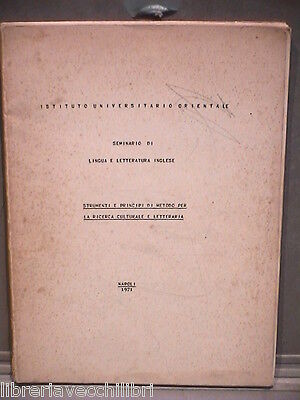 ISTITUTO UNIVERSITARIO ORIENTALE
SEMINARIO DI
LINGUA E LETTERATURA INGLESE
STRUMENTI E PRINCIPI DI METODO PER
LA RICERCA CULTURALE E LETTERARIA
NAPOLI
1971
libreriavecchilibri